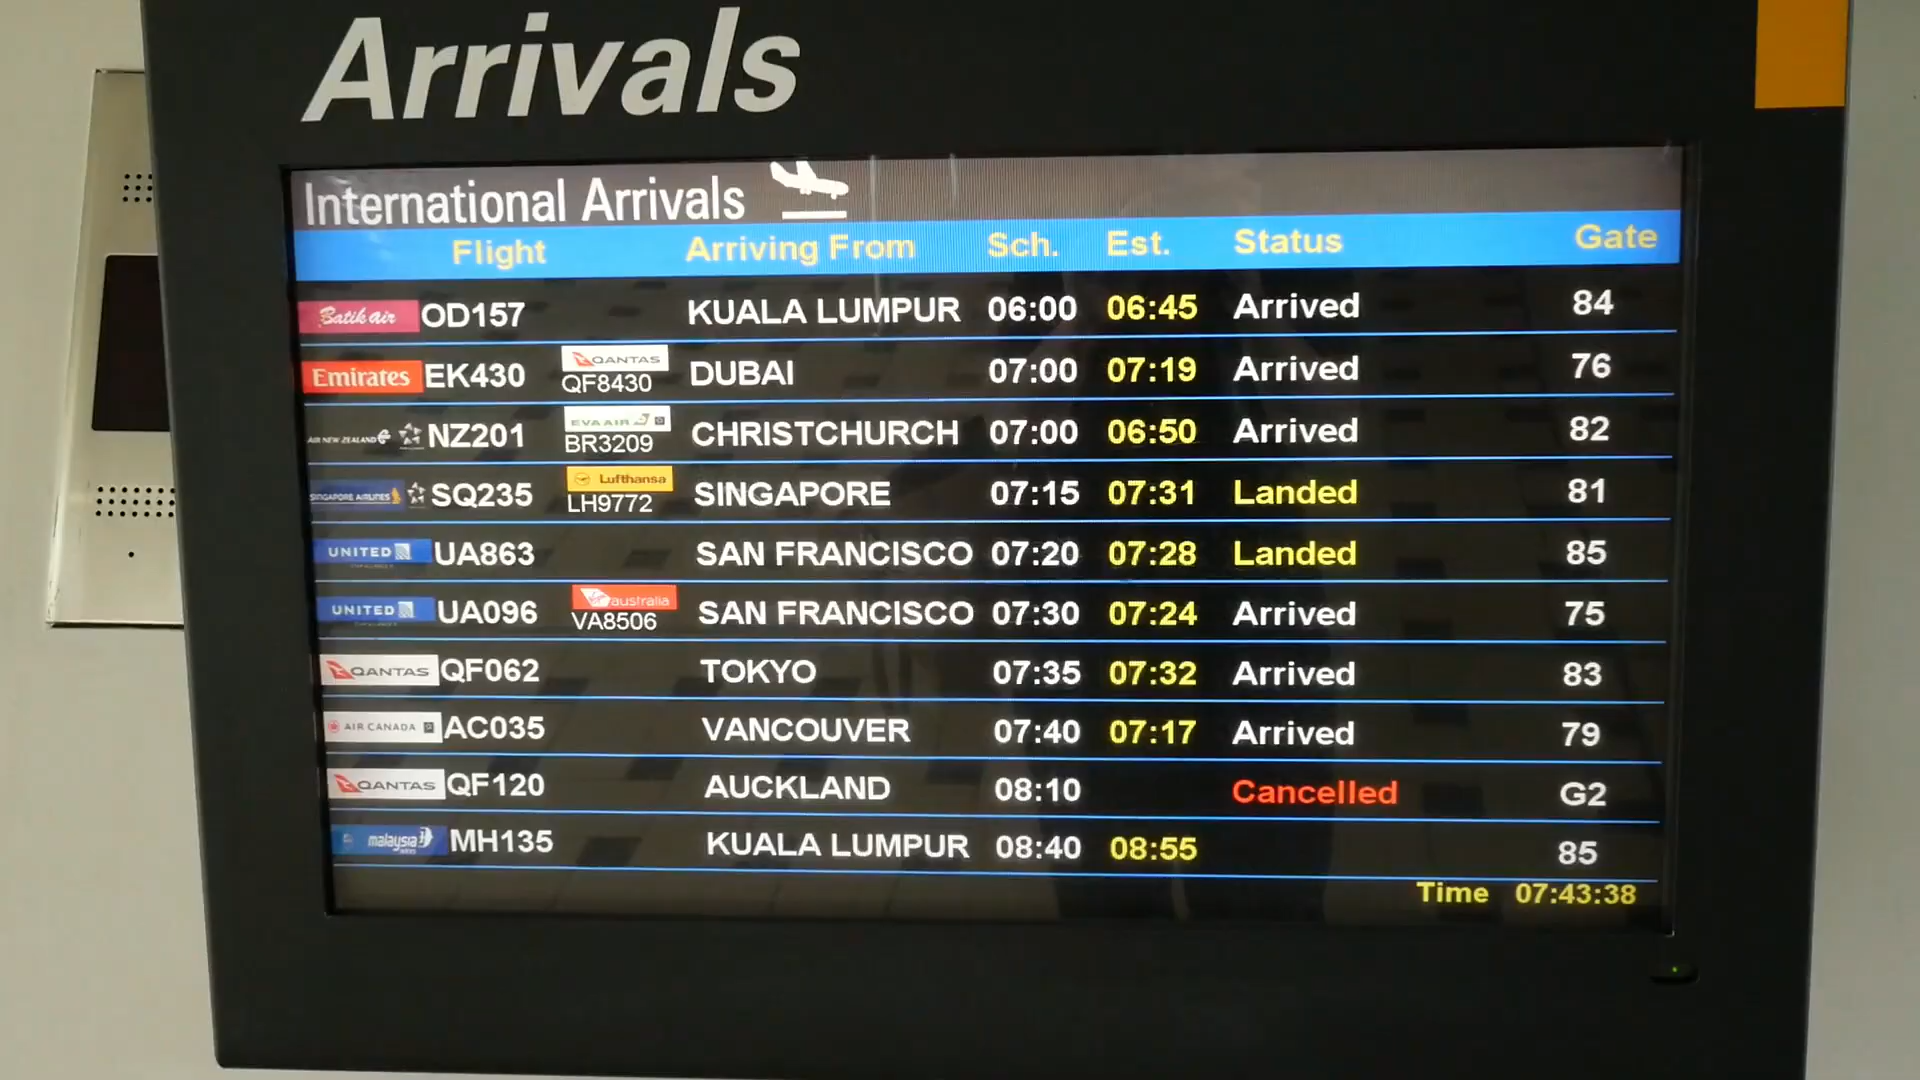 Arrivals
International Arrivals
Flight Arriving From Sch. Est. Status Gate
Batik air OD157 KUALA LUMPUR 06:00 06:45 Arrived 84
Emirates EK430 QANTAS QF8430 DUBAI 07:00 07:19 Arrived 76
AIR NEW ZEALAND NZ201 EVA AIR BR3209 CHRISTCHURCH 07:00 06:50 Arrived 82
SINGAPORE AIRLINES SQ235 Lufthansa LH9772 SINGAPORE 07:15 07:31 Landed 81
UNITED UA863 SAN FRANCISCO 07:20 07:28 Landed 85
UNITED UA096 australia VA8506 SAN FRANCISCO 07:30 07:24 Arrived 75
QANTAS QF062 TOKYO 07:35 07:32 Arrived 83
AIR CANADA AC035 VANCOUVER 07:40 07:17 Arrived 79
QANTAS QF120 AUCKLAND 08:10 Cancelled G2
malaysia MH135 KUALA LUMPUR 08:40 08:55 85
Time 07:43:38